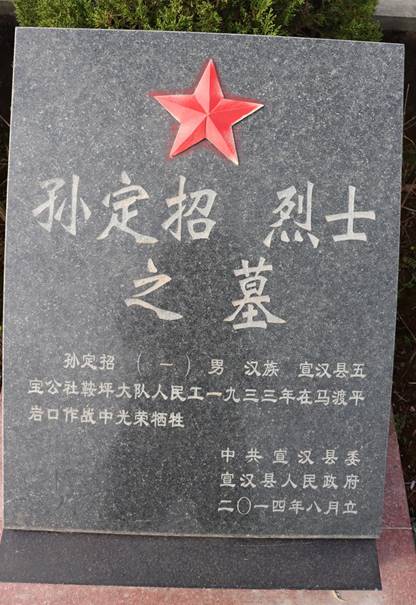 孙定招 烈士
之墓
孙定招 （一）男 汉族 宣汉县五
宝公社鞍坪大队人民工一九三三年在马渡平
岩口作战中光荣牺牲
中共宣汉县委
宣汉县人民政府
二〇一四年八月立